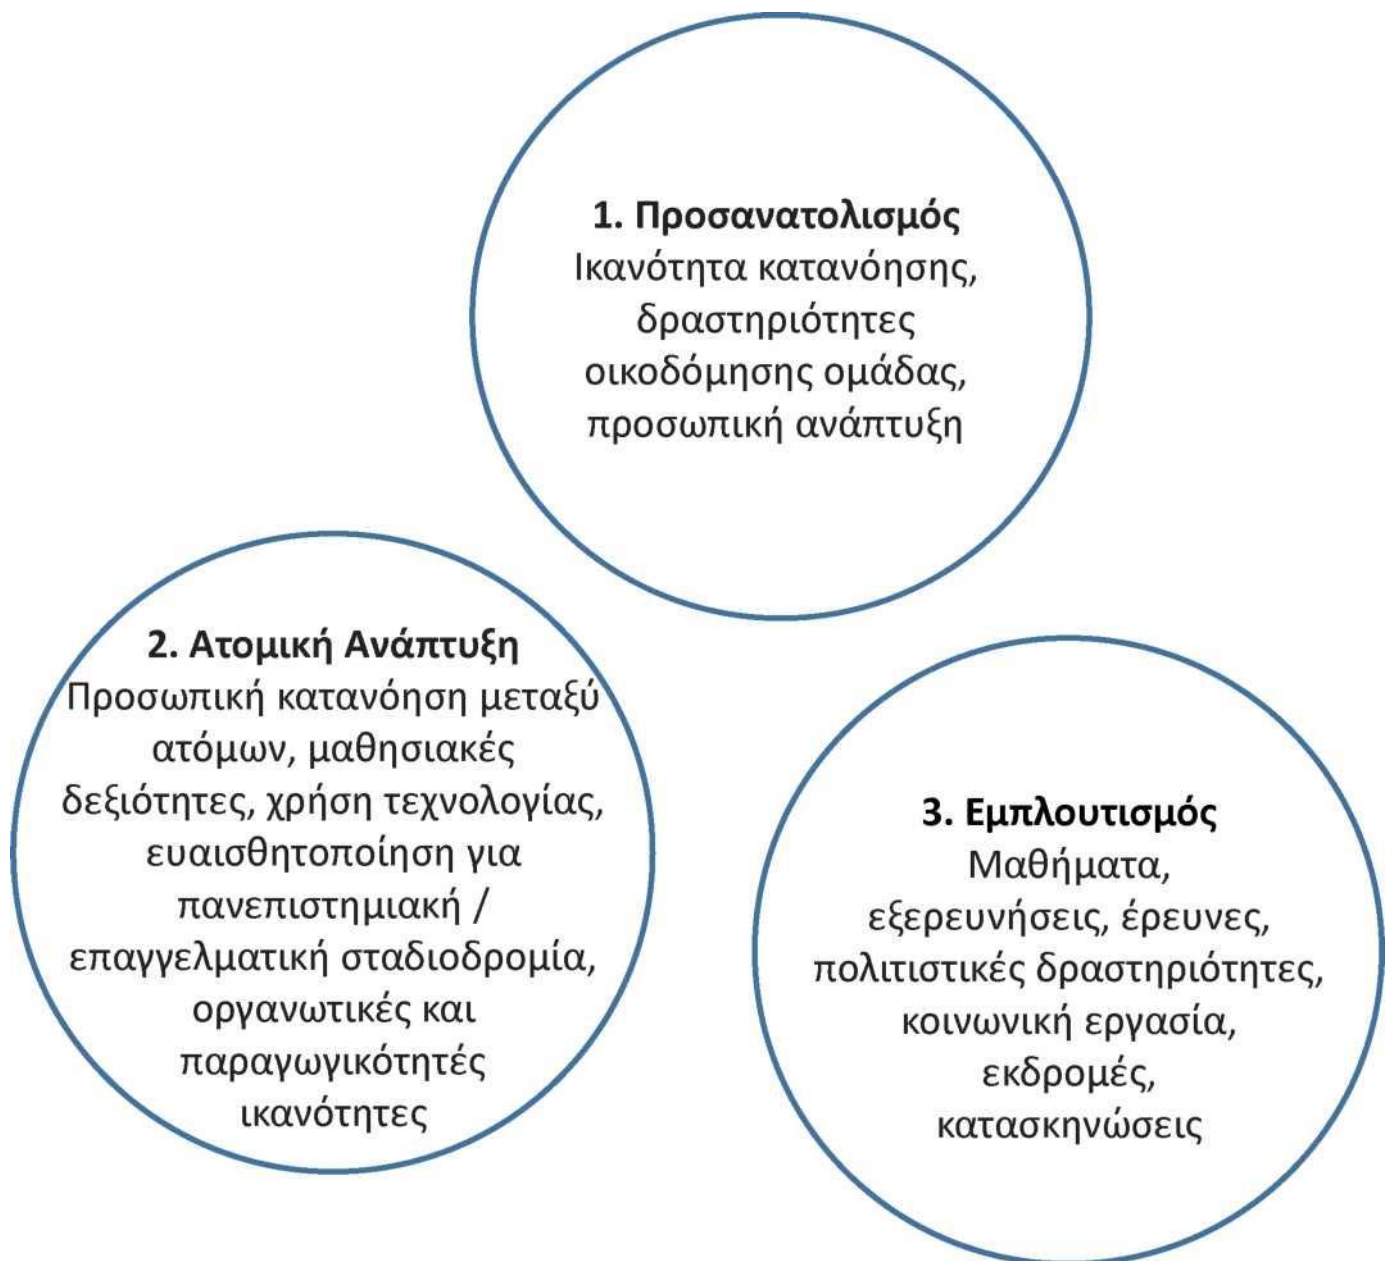 1. Προσανατολισμός
Ικανότητα κατανόησης,
δραστηριότητες
οικοδόμησης ομάδας,
προσωπική ανάπτυξη
2. Ατομική Ανάπτυξη
Προσωπική κατανόηση μεταξύ
ατόμων, μαθησιακές
δεξιότητες, χρήση τεχνολογίας,
ευαισθητοποίηση για
πανεπιστημιακή /
επαγγελματική σταδιοδρομία,
οργανωτικές και
παραγωγικότητές
ικανότητες
3. Εμπλουτισμός
Μαθήματα,
εξερευνήσεις, έρευνες,
πολιτιστικές δραστηριότητες,
κοινωνική εργασία,
εκδρομές,
κατασκηνώσεις